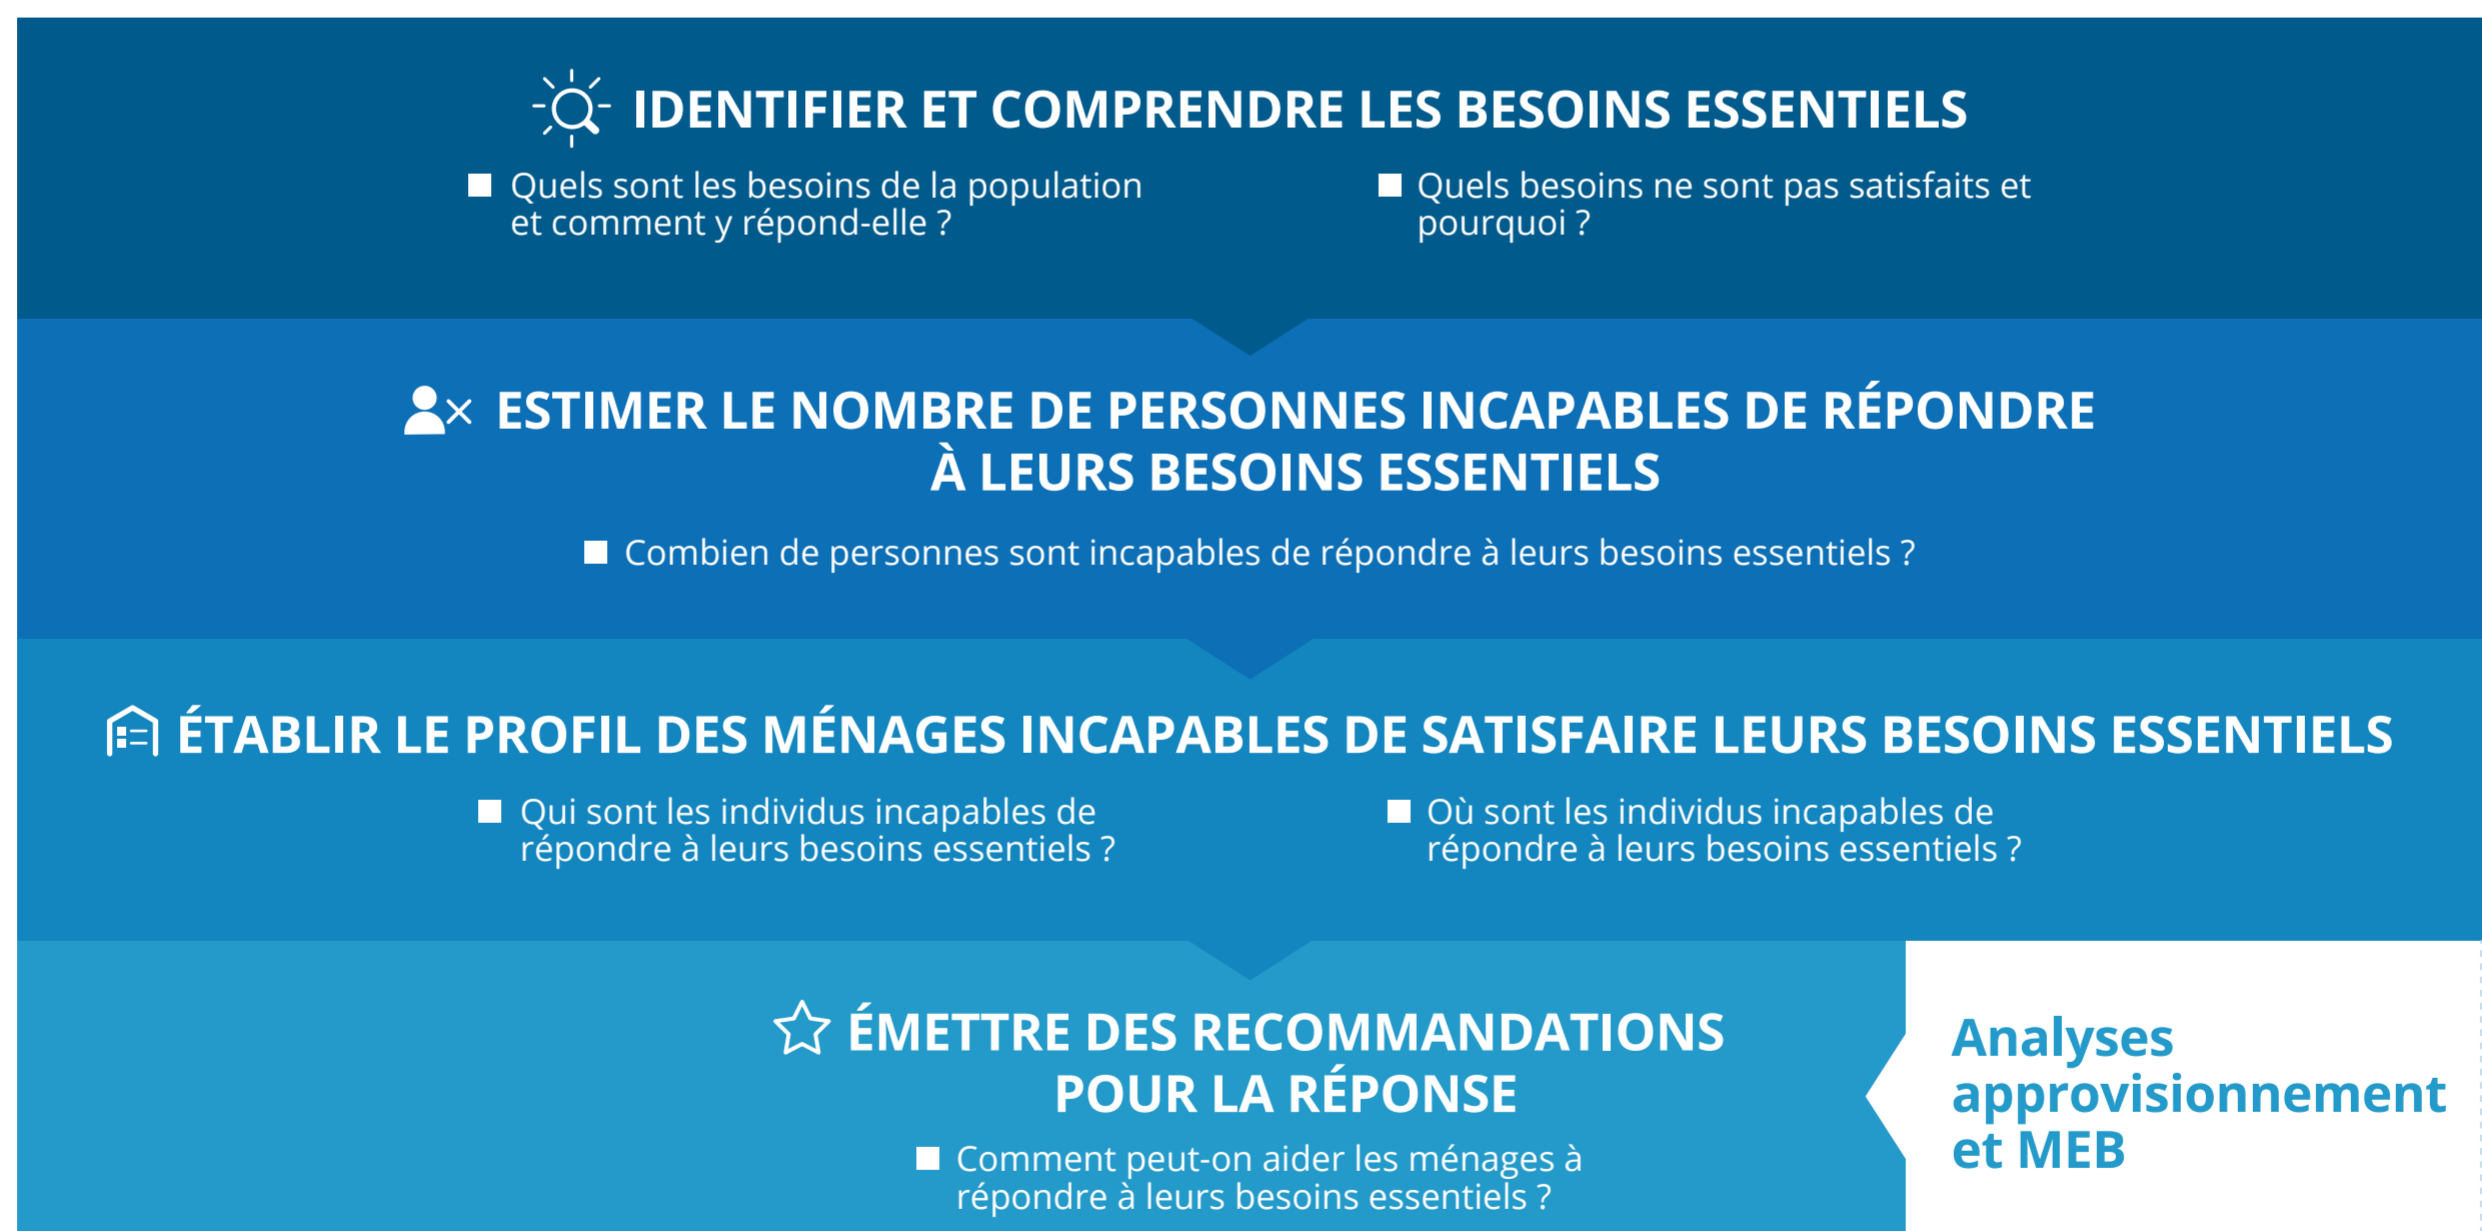 IDENTIFIER ET COMPRENDRE LES BESOINS ESSENTIELS
Quels sont les besoins de la population
et comment y répond-elle ?
Quels besoins ne sont pas satisfaits et
pourquoi ?
ESTIMER LE NOMBRE DE PERSONNES INCAPABLES DE RÉPONDRE
À LEURS BESOINS ESSENTIELS
Combien de personnes sont incapables de répondre à leurs besoins essentiels ?
ÉTABLIR LE PROFIL DES MÉNAGES INCAPABLES DE SATISFAIRE LEURS BESOINS ESSENTIELS
Qui sont les individus incapables de
répondre à leurs besoins essentiels ?
Où sont les individus incapables de
répondre à leurs besoins essentiels ?
ÉMETTRE DES RECOMMANDATIONS
POUR LA RÉPONSE
Comment peut-on aider les ménages à
répondre à leurs besoins essentiels ?
Analyses
approvisionnement
et MEB